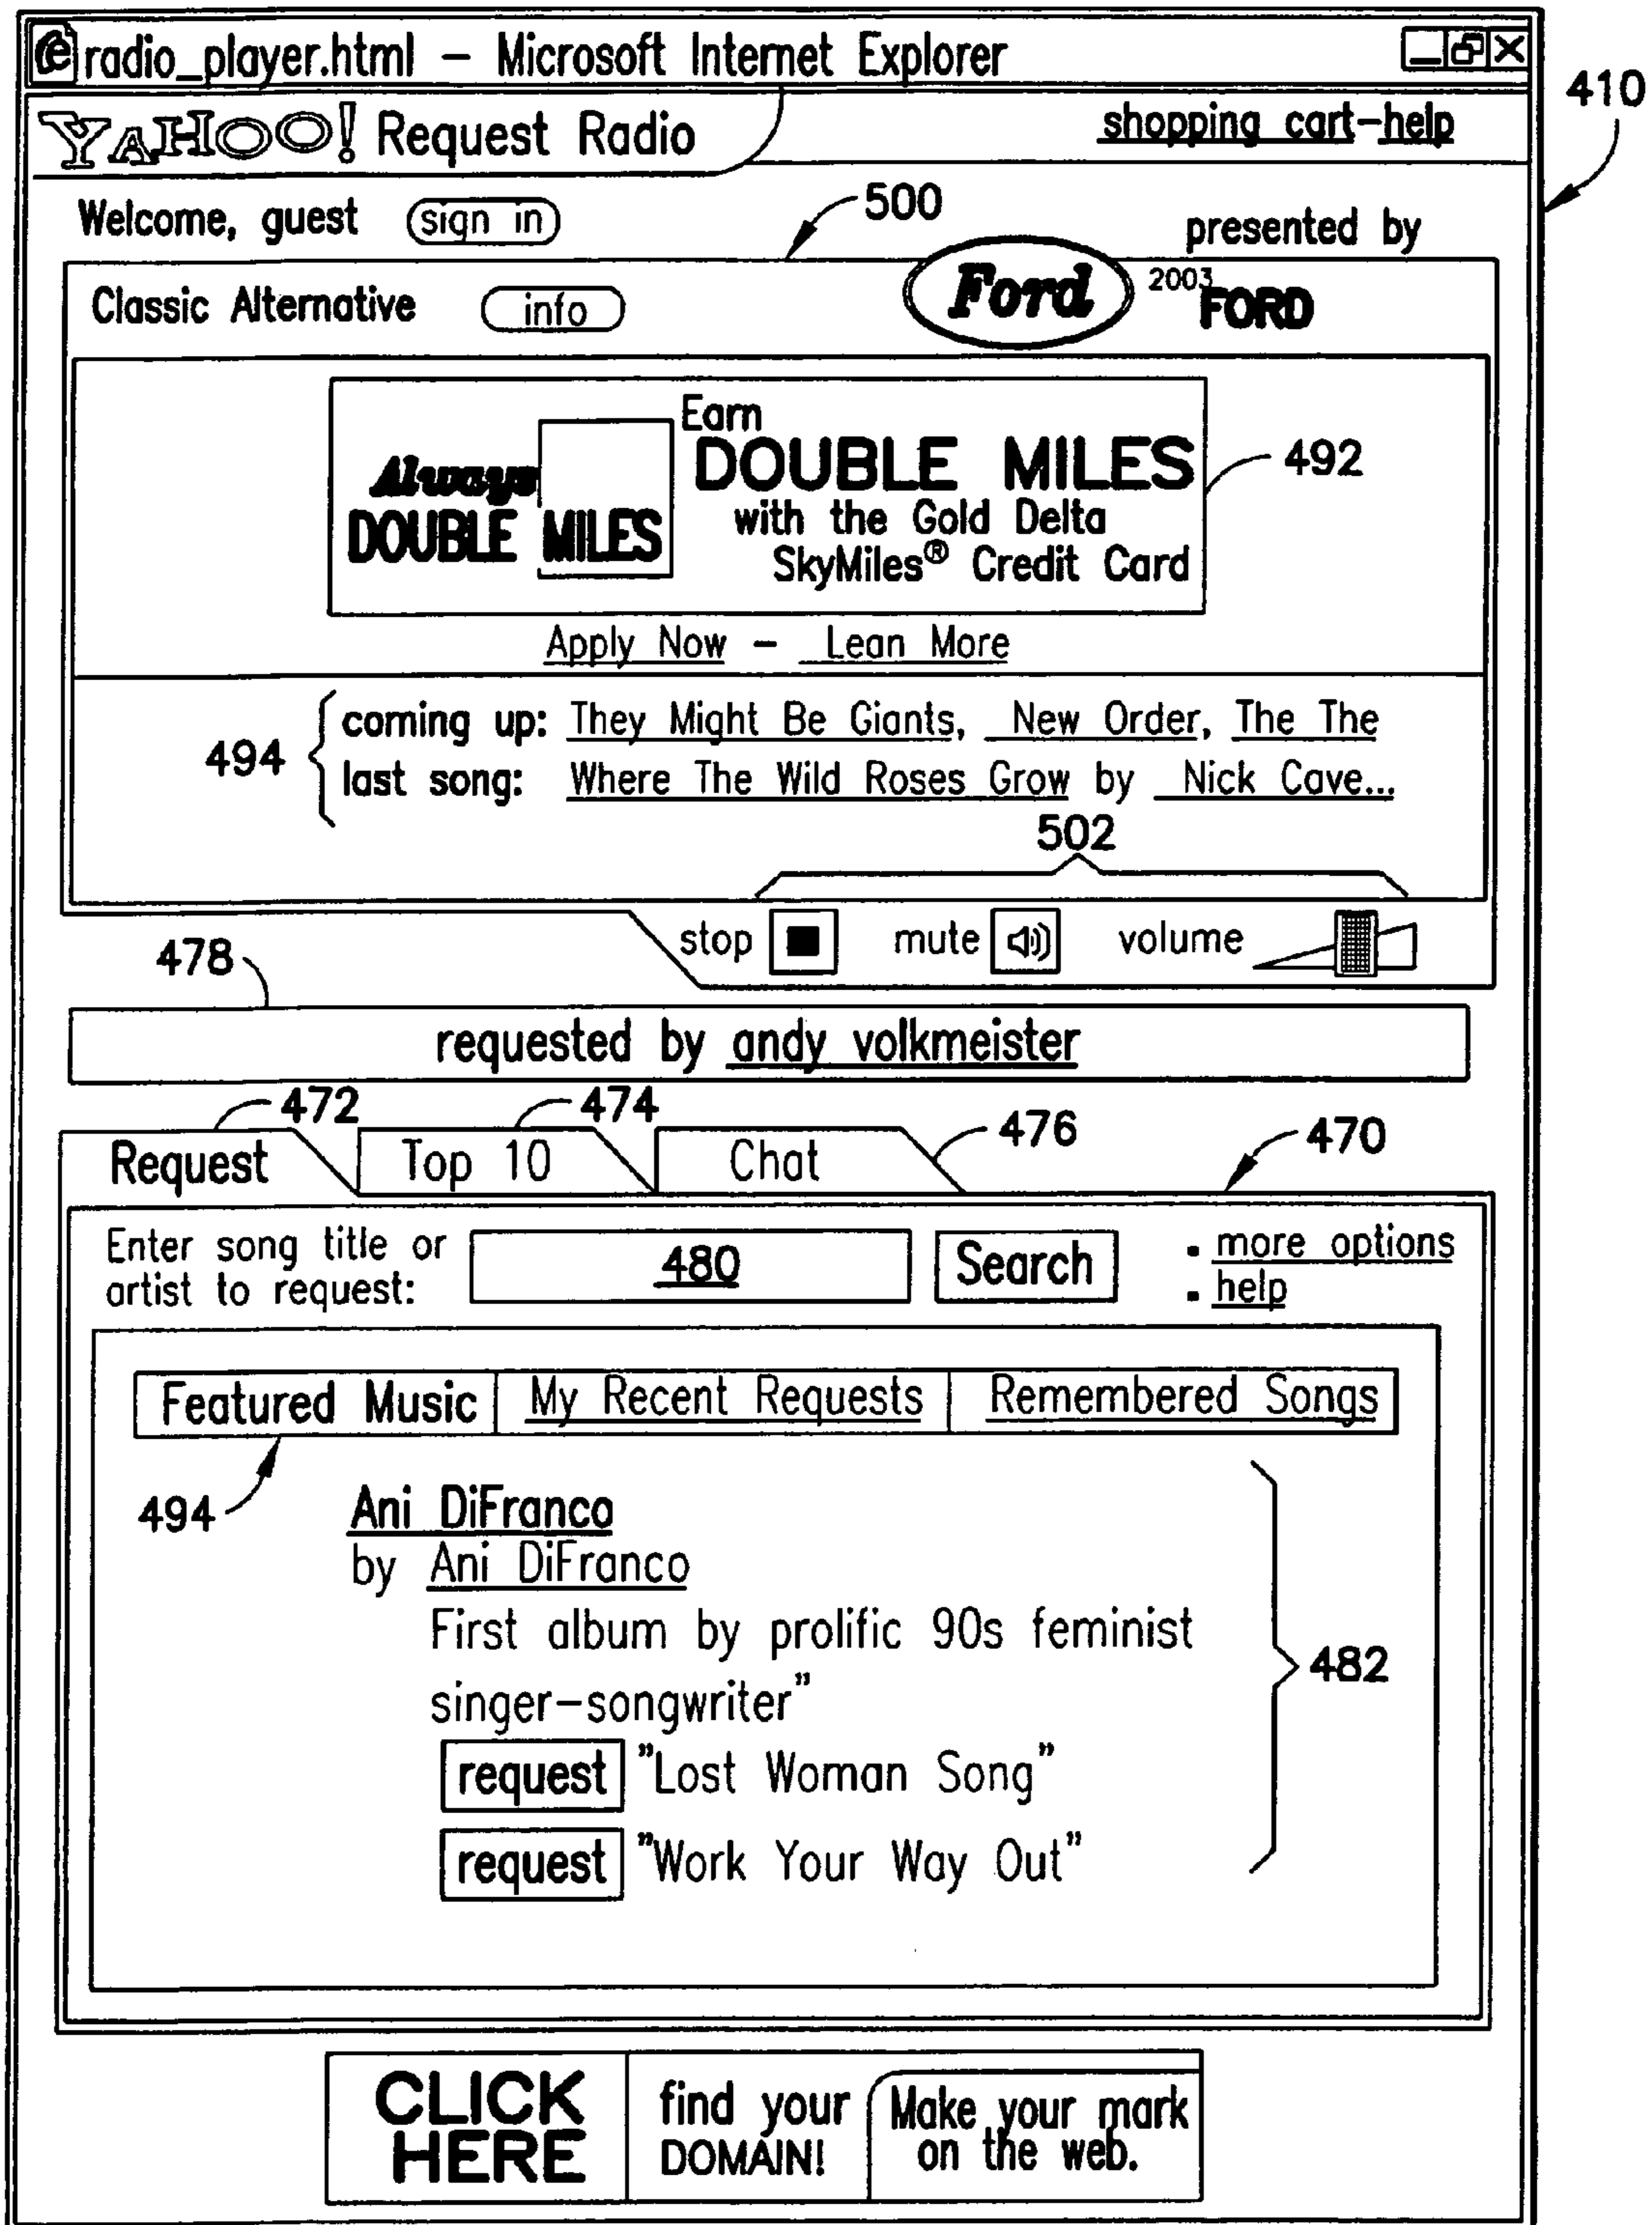 radio_player.html – Microsoft Internet Explorer
410
YAHOO! Request Radio
shopping cart-help
Welcome, guest sign in
500
presented by
Classic Alternative info
Ford 2003 FORD
Always
DOUBLE MILES
Earn
DOUBLE MILES
with the Gold Delta
SkyMiles® Credit Card
492
Apply Now – Lean More
494
coming up: They Might Be Giants, New Order, The The
last song: Where The Wild Roses Grow by Nick Cave...
502
stop mute volume
478
requested by andy volkmeister
472 474 476 470
Request Top 10 Chat
Enter song title or
artist to request:
480
Search
▪ more options
▪ help
Featured Music My Recent Requests Remembered Songs
494
Ani DiFranco
by Ani DiFranco
First album by prolific 90s feminist
singer-songwriter”
482
request ”Lost Woman Song”
request ”Work Your Way Out”
CLICK
HERE
find your
DOMAIN!
Make your mark
on the web.